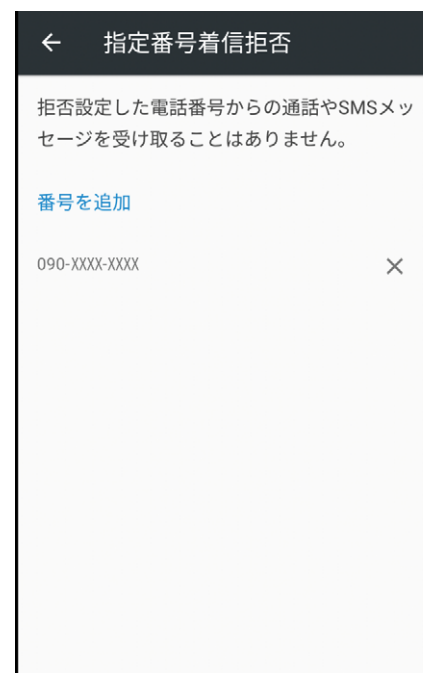 指定番号着信拒否
拒否設定した電話番号からの通話やSMSメッ
セージを受け取ることはありません。
番号を追加
090-XXXX-XXXX